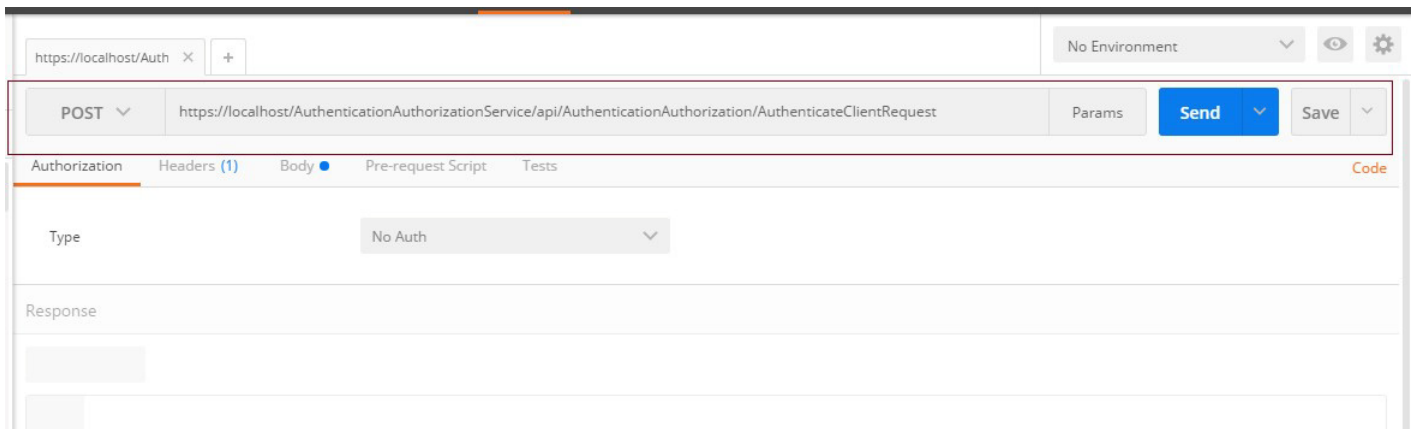 No Environment
https://localhost/Auth × +
POST https://localhost/AuthenticationAuthorizationService/api/AuthenticationAuthorization/AuthenticateClientRequest Params Send Save
Authorization Headers (1) Body Pre-request Script Tests Code
Type No Auth
Response